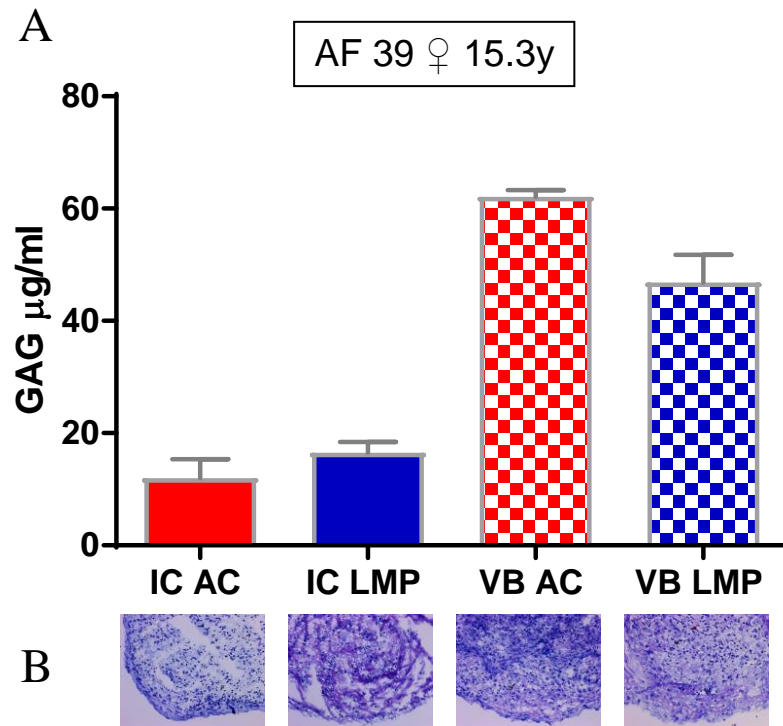 A
AF 39 ♀ 15.3y
80
60
40
20
0
GAG µg/ml
IC AC
IC LMP
VB AC
VB LMP
B